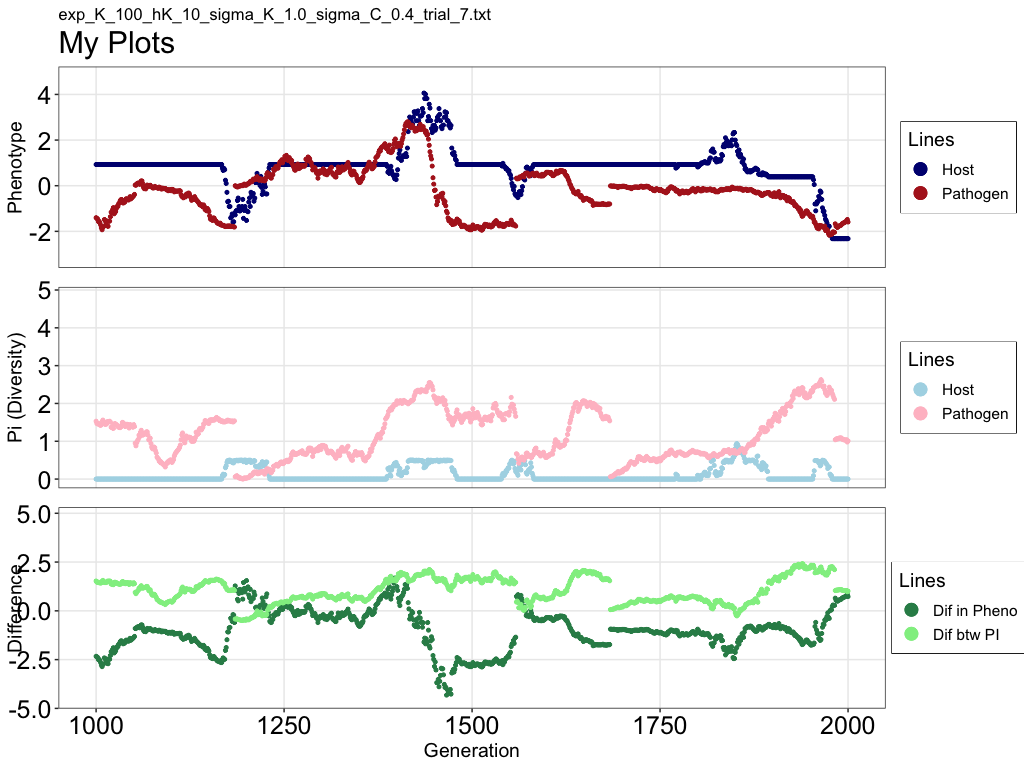 exp_K_100_hK_10_sigma_K_1.0_sigma_C_0.4_trial_7.txt
My Plots
Phenotype
4
2
0
-2
Lines
Host
Pathogen
Pi (Diversity)
5
4
3
2
1
0
Lines
Host
Pathogen
Difference
5.0
2.5
0.0
-2.5
-5.0
Lines
Dif in Pheno
Dif btw PI
1000 1250 1500 1750 2000
Generation